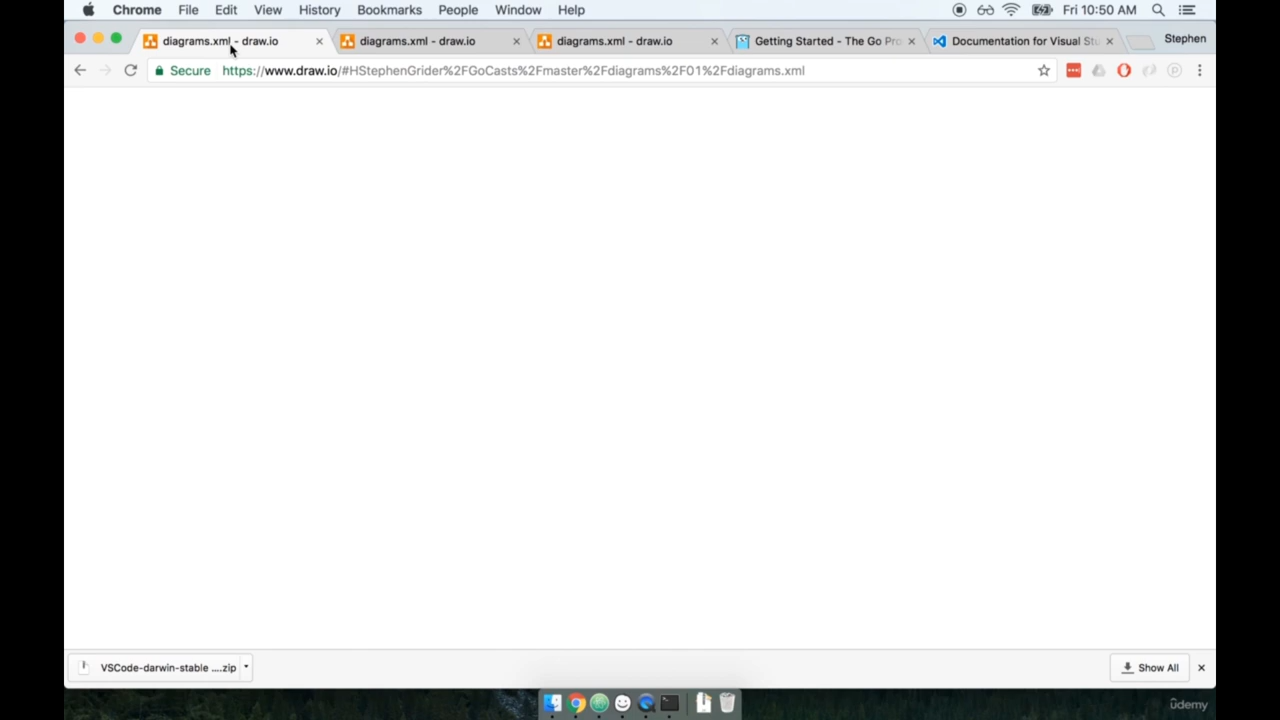 Chrome File Edit View History Bookmarks People Window Help Fri 10:50 AM
diagrams.xml - draw.io diagrams.xml - draw.io diagrams.xml - draw.io Getting Started - The Go Pro Documentation for Visual Stu Stephen
Secure https://www.draw.io/#HStephenGrider%2FGoCasts%2Fmaster%2Fdiagrams%2F01%2Fdiagrams.xml
VSCode-darwin-stable ....zip Show All
ûdemy